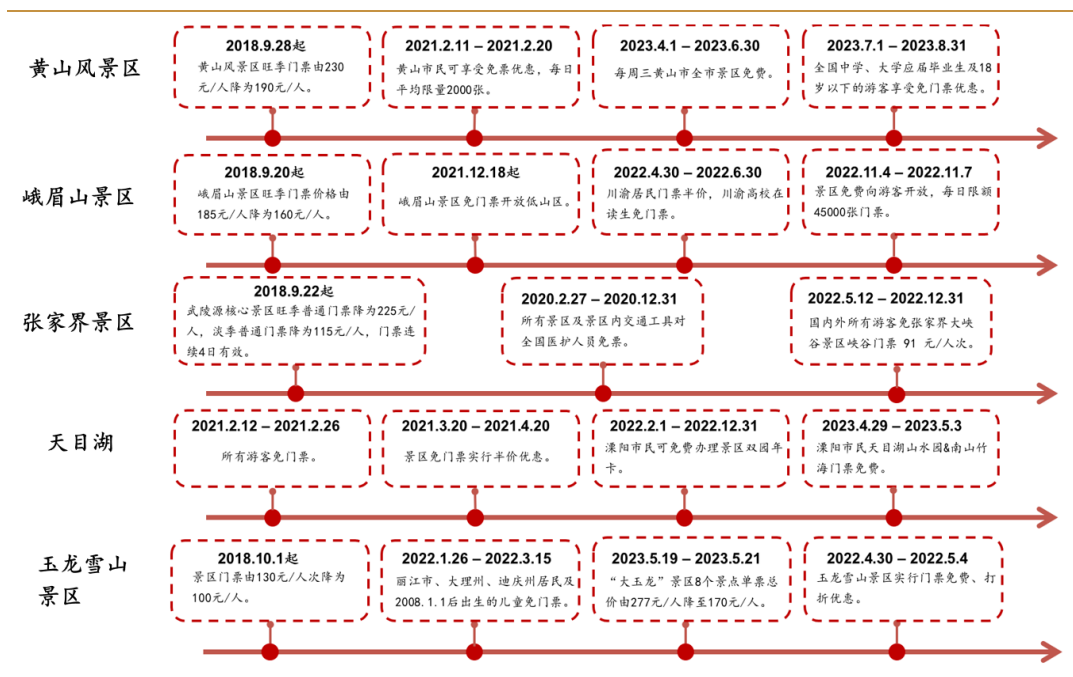 黄山风景区
2018.9.28起
黄山风景区旺季门票由230
元/人降为190元/人。
2021.2.11 – 2021.2.20
黄山市民可享受免票优惠，每日
平均限量2000张。
2023.4.1 – 2023.6.30
每周三黄山市全市景区免费。
2023.7.1 – 2023.8.31
全国中学、大学应届毕业生及18
岁以下的游客享受免门票优惠。
峨眉山景区
2018.9.20起
峨眉山景区旺季门票价格由
185元/人降为160元/人。
2021.12.18起
峨眉山景区免门票开放低山区。
2022.4.30 – 2022.6.30
川渝居民门票半价，川渝高校在
读生免门票。
2022.11.4 – 2022.11.7
景区免费向游客开放，每日限额
45000张门票。
张家界景区
2018.9.22起
武陵源核心景区旺季普通门票降为225元/
人，淡季普通门票降为115元/人，门票连
续4日有效。
2020.2.27 – 2020.12.31
所有景区及景区内交通工具对
全国医护人员免票。
2022.5.12 – 2022.12.31
国内外所有游客免张家界大峡
谷景区峡谷门票 91 元/人次。
天目湖
2021.2.12 – 2021.2.26
所有游客免门票。
2021.3.20 – 2021.4.20
景区免门票实行半价优惠。
2022.2.1 – 2022.12.31
溧阳市民可免费办理景区双园年
卡。
2023.4.29 – 2023.5.3
溧阳市民天目湖山水园&南山竹
海门票免费。
玉龙雪山
景区
2018.10.1起
景区门票由130元/人次降为
100元/人。
2022.1.26 – 2022.3.15
丽江市、大理州、迪庆州居民及
2008.1.1后出生的儿童免门票。
2023.5.19 – 2023.5.21
“大玉龙”景区8个景点单票总
价由277元/人降至170元/人。
2022.4.30 – 2022.5.4
玉龙雪山景区实行门票免费、打
折优惠。